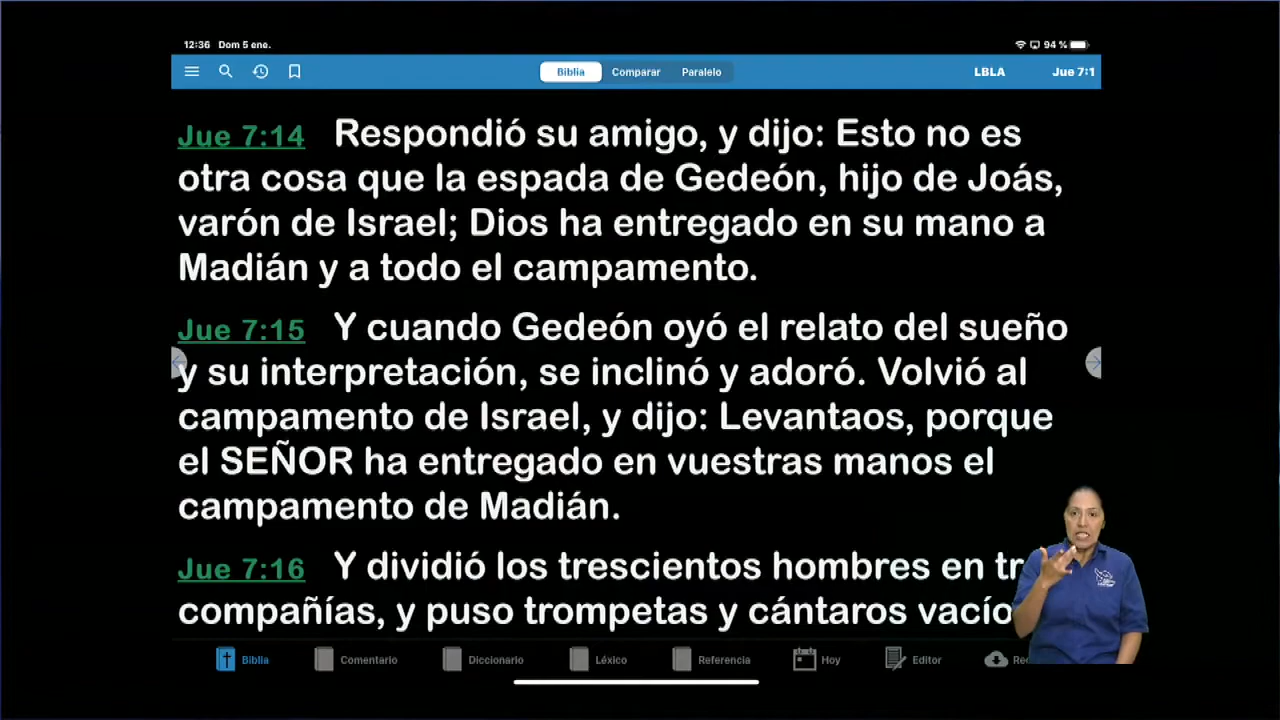 12:36 Dom 5 ene.
94 %
Biblia Comparar Paralelo LBLA Jue 7:1
Jue 7:14 Respondió su amigo, y dijo: Esto no es
otra cosa que la espada de Gedeón, hijo de Joás,
varón de Israel; Dios ha entregado en su mano a
Madián y a todo el campamento.
Jue 7:15 Y cuando Gedeón oyó el relato del sueño
y su interpretación, se inclinó y adoró. Volvió al
campamento de Israel, y dijo: Levantaos, porque
el SEÑOR ha entregado en vuestras manos el
campamento de Madián.
Jue 7:16 Y dividió los trescientos hombres en
compañías, y puso trompetas y cántaros
Biblia Comentario Diccionario Léxico Referencia Hoy Editor